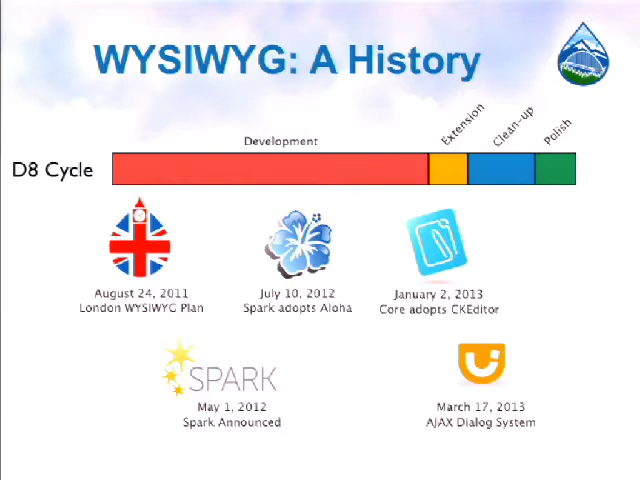 WYSIWYG: A History
Development
Extension
Clean-up
Polish
D8 Cycle
August 24, 2011
London WYSIWYG Plan
July 10, 2012
Spark adopts Aloha
January 2, 2013
Core adopts CKEditor
SPARK
May 1, 2012
Spark Announced
March 17, 2013
AJAX Dialog System